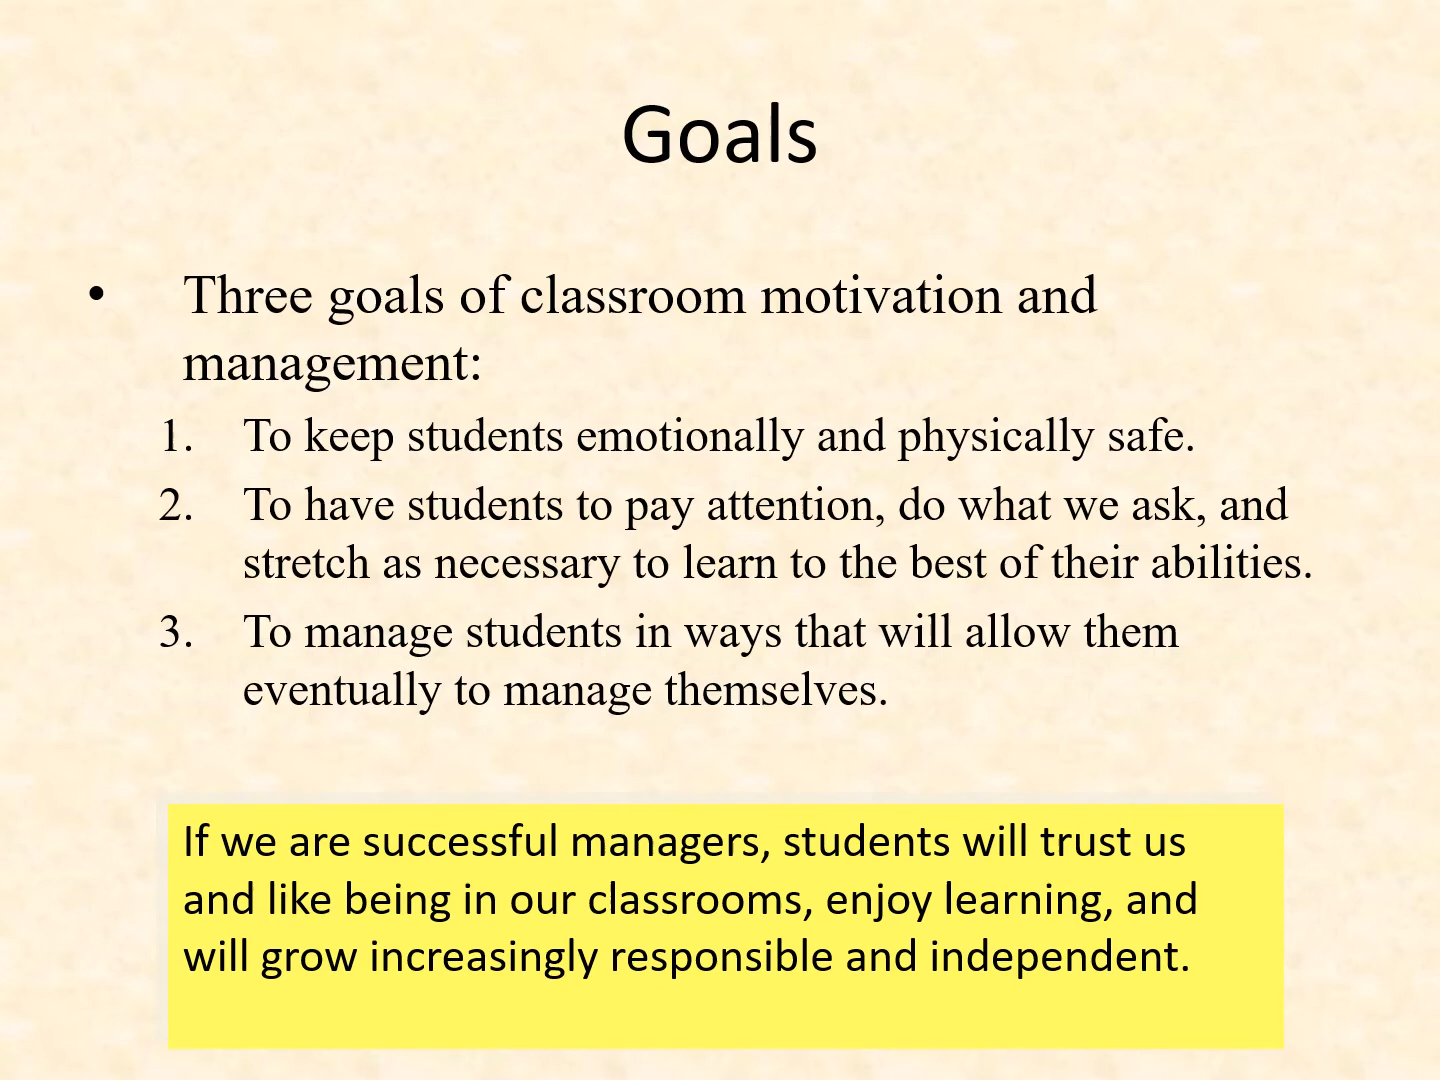 Goals
• Three goals of classroom motivation and
management:
1. To keep students emotionally and physically safe.
2. To have students to pay attention, do what we ask, and
stretch as necessary to learn to the best of their abilities.
3. To manage students in ways that will allow them
eventually to manage themselves.
If we are successful managers, students will trust us
and like being in our classrooms, enjoy learning, and
will grow increasingly responsible and independent.